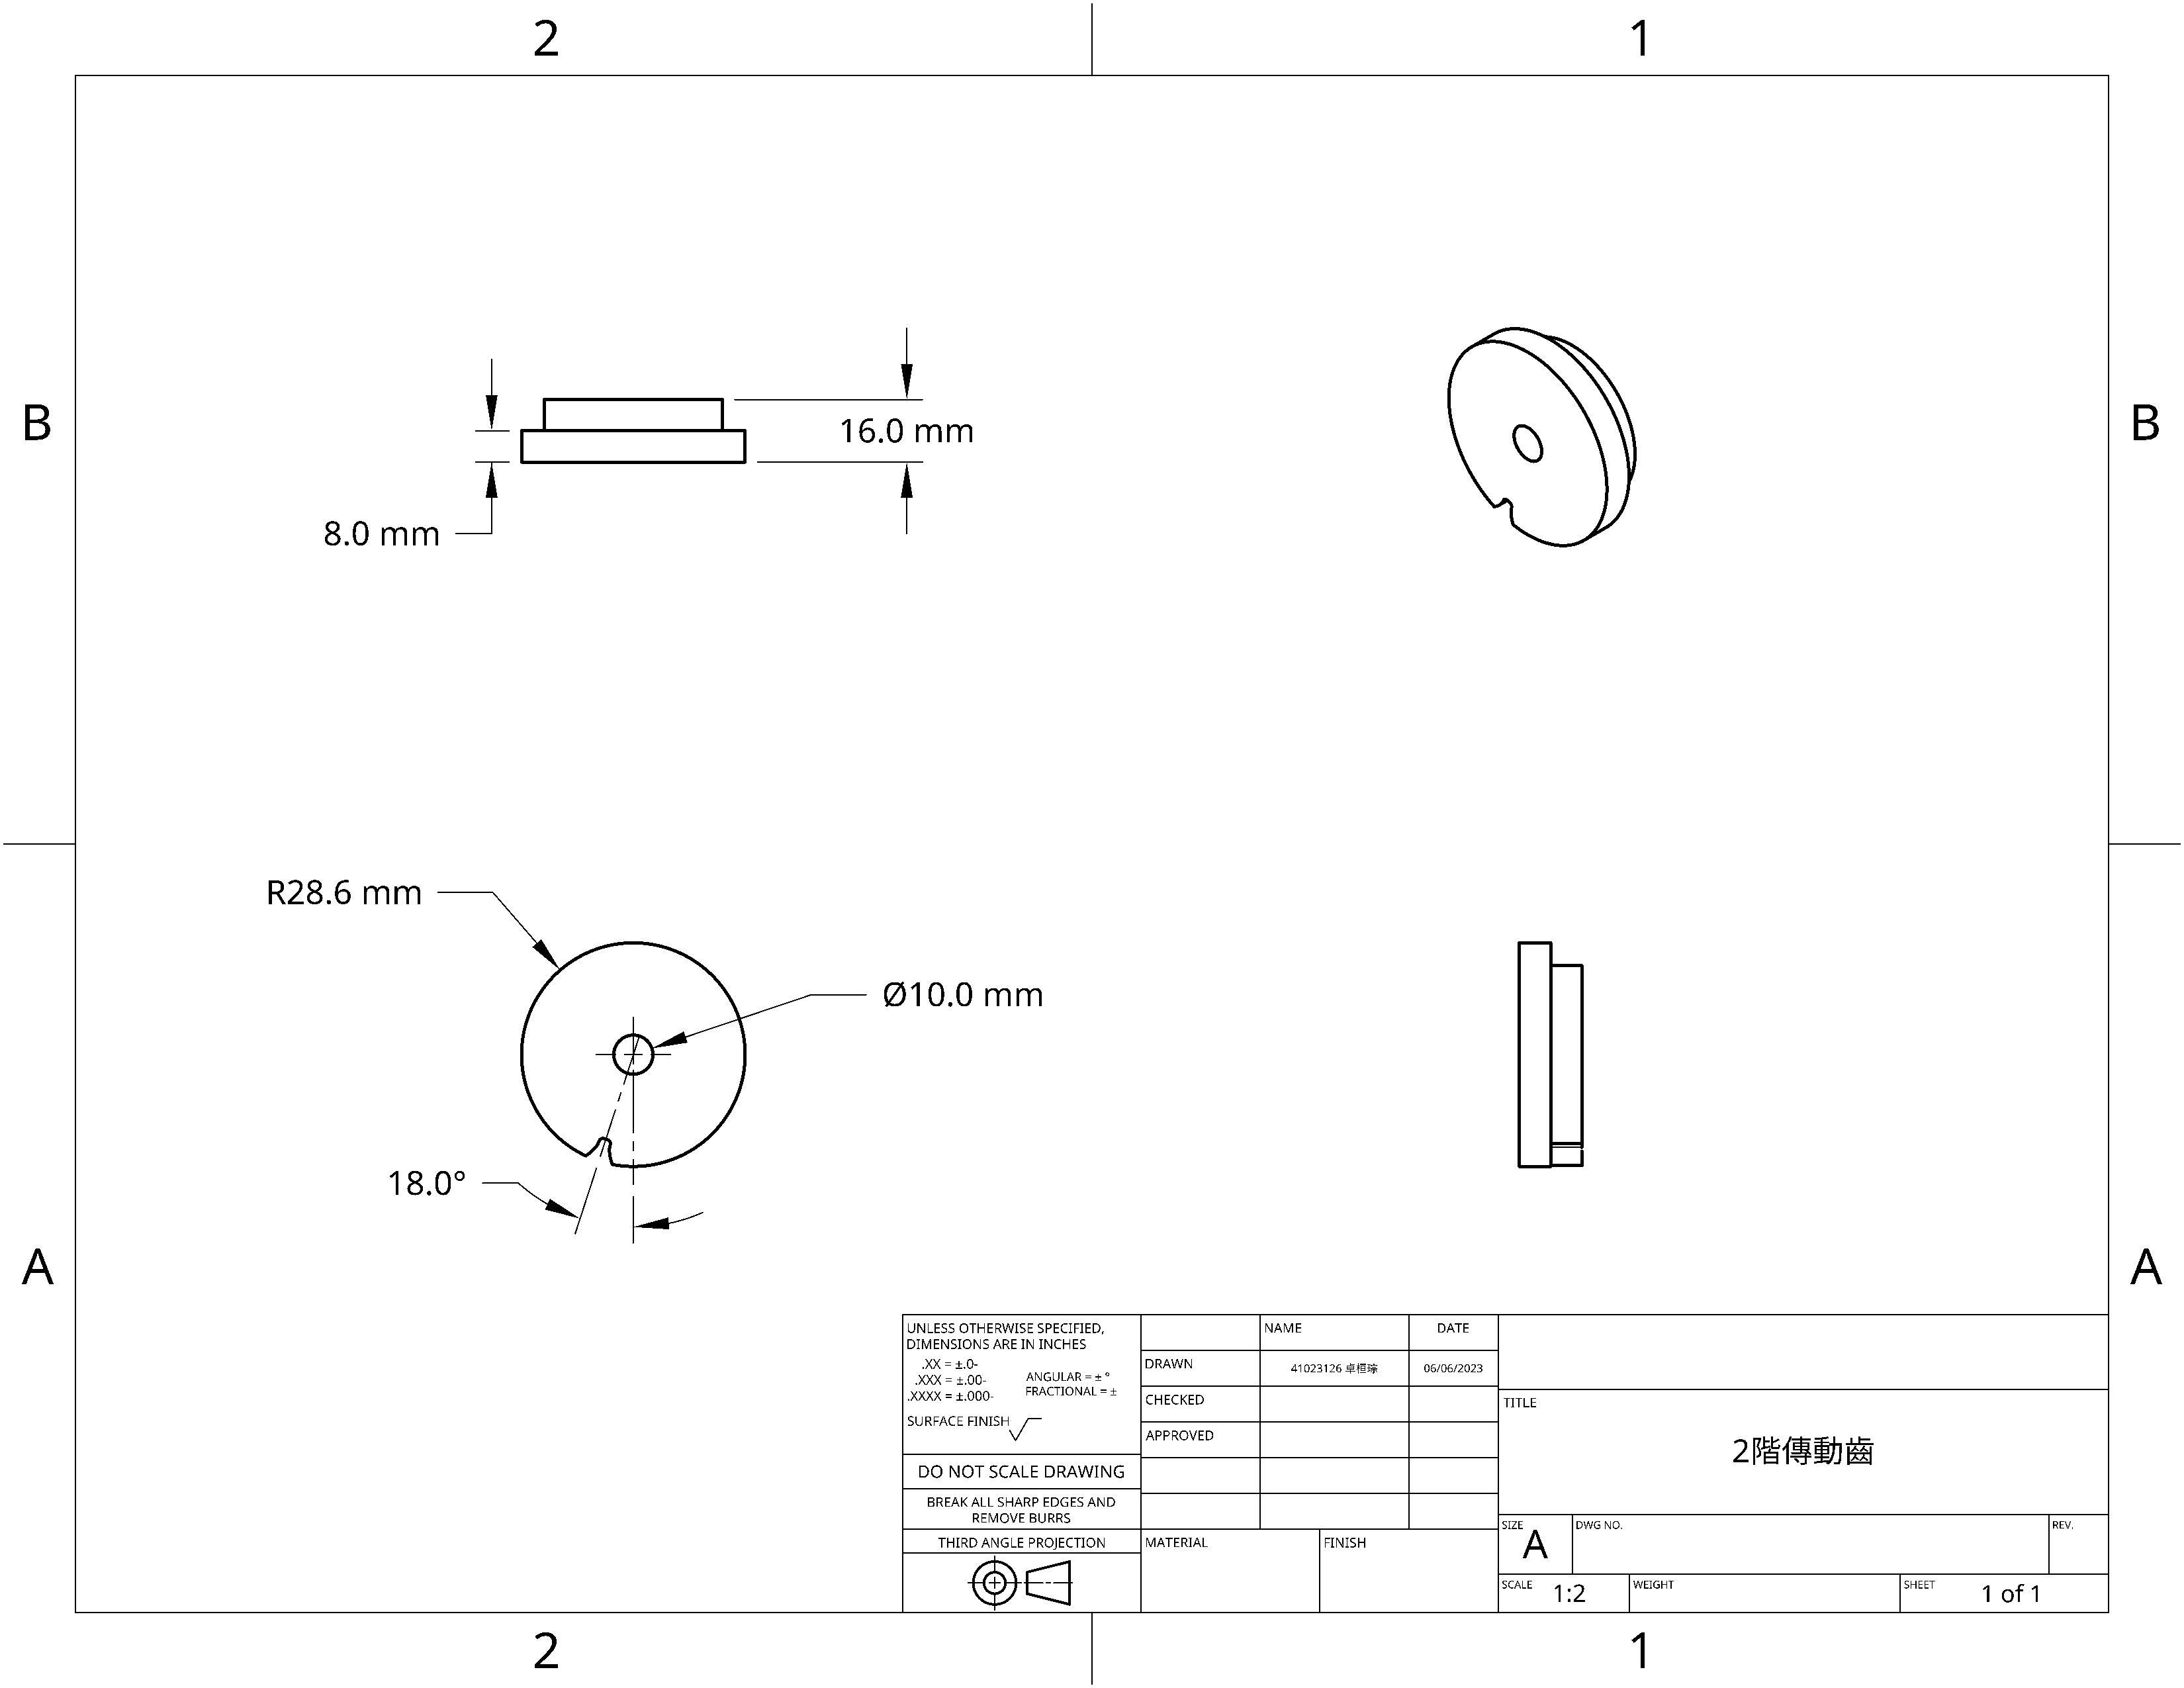 2 1
B B
16.0 mm
8.0 mm
R28.6 mm
Ø10.0 mm
18.0°
A A
UNLESS OTHERWISE SPECIFIED,
DIMENSIONS ARE IN INCHES
.XX = ±.0-
.XXX = ±.00-
.XXXX = ±.000-
ANGULAR = ± °
FRACTIONAL = ±
SURFACE FINISH
DO NOT SCALE DRAWING
BREAK ALL SHARP EDGES AND
REMOVE BURRS
THIRD ANGLE PROJECTION
NAME DATE
DRAWN 41023126 卓桓 06/06/2023
CHECKED
APPROVED
MATERIAL FINISH
TITLE
2階傳動齒
SIZE A DWG NO. REV.
SCALE 1:2 WEIGHT SHEET 1 of 1
2 1